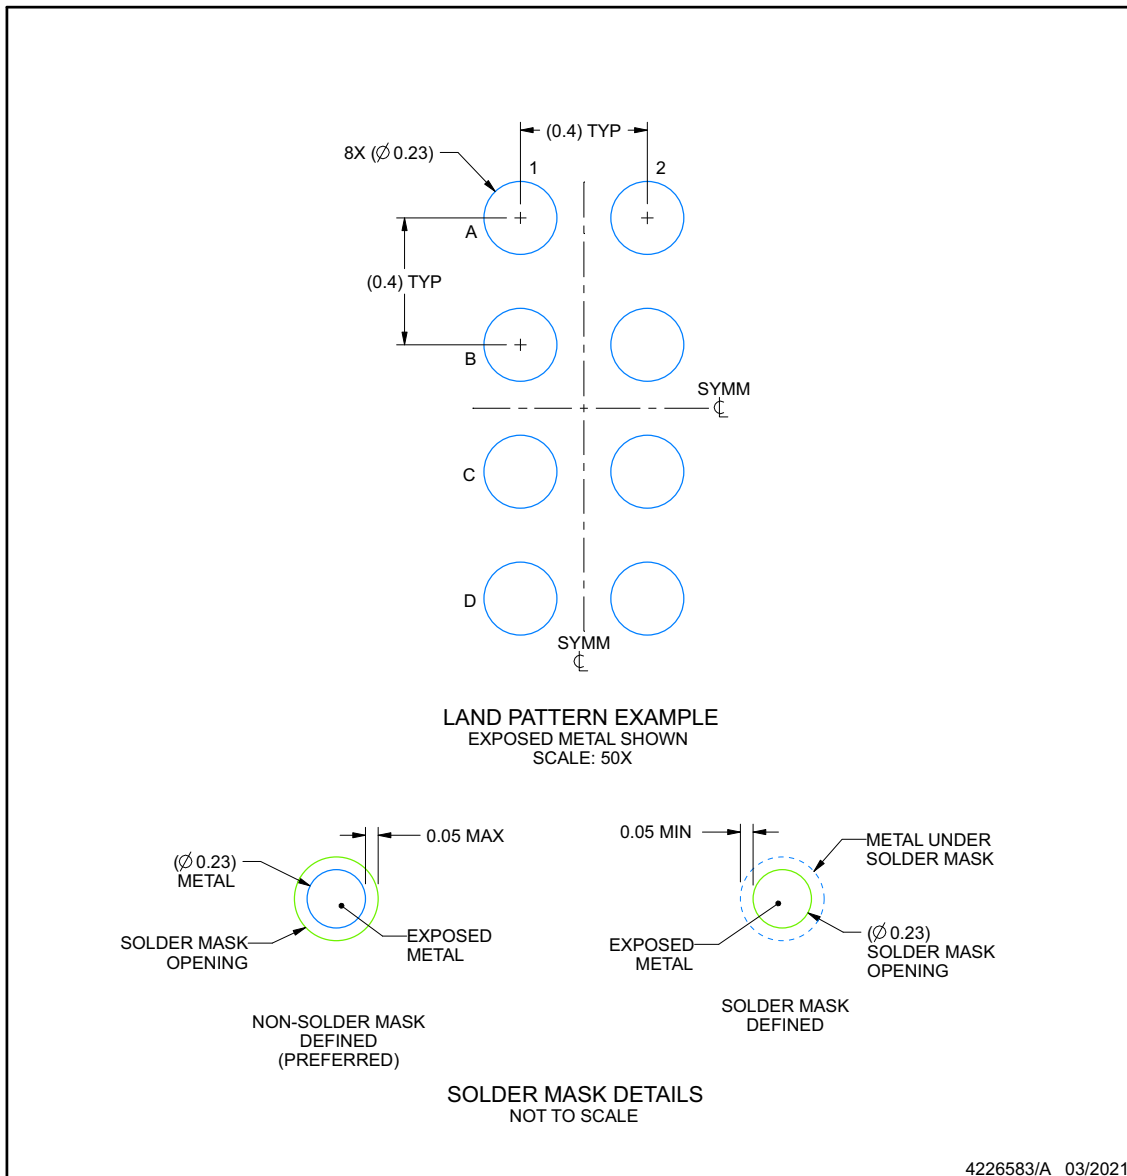 (0.4) TYP
8X (∅ 0.23)
1
2
A
(0.4) TYP
B
SYMM
℄
C
D
SYMM
℄
LAND PATTERN EXAMPLE
EXPOSED METAL SHOWN
SCALE: 50X
0.05 MAX
(∅ 0.23)
METAL
SOLDER MASK
OPENING
EXPOSED
METAL
NON-SOLDER MASK
DEFINED
(PREFERRED)
0.05 MIN
METAL UNDER
SOLDER MASK
EXPOSED
METAL
(∅ 0.23)
SOLDER MASK
OPENING
SOLDER MASK
DEFINED
SOLDER MASK DETAILS
NOT TO SCALE
4226583/A 03/2021